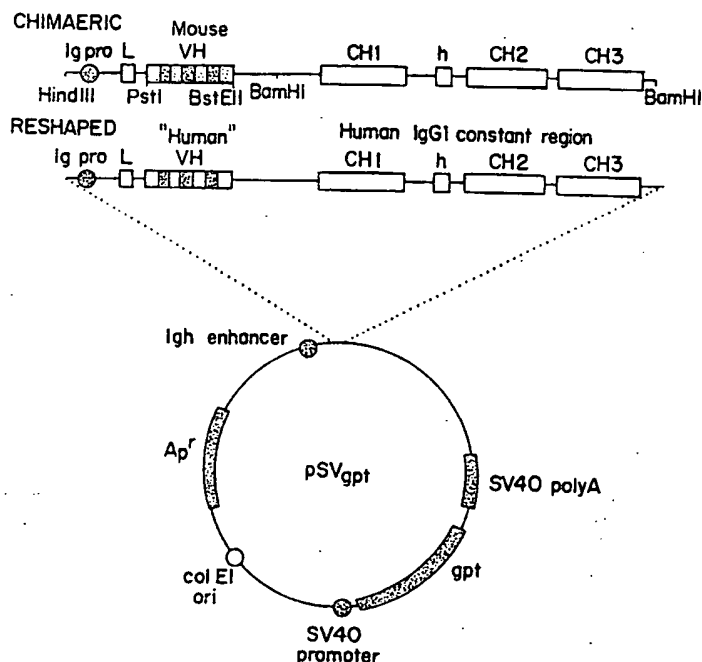 CHIMAERIC
Mouse
Ig pro L VH CH1 h CH2 CH3
HindIII PstI BstEII BamHI BamHI
RESHAPED "Human" Human IgG1 constant region
Ig pro L VH CH1 h CH2 CH3
Igh enhancer
Apʳ
pSVgpt
SV40 polyA
col EI
ori
gpt
SV40
promoter